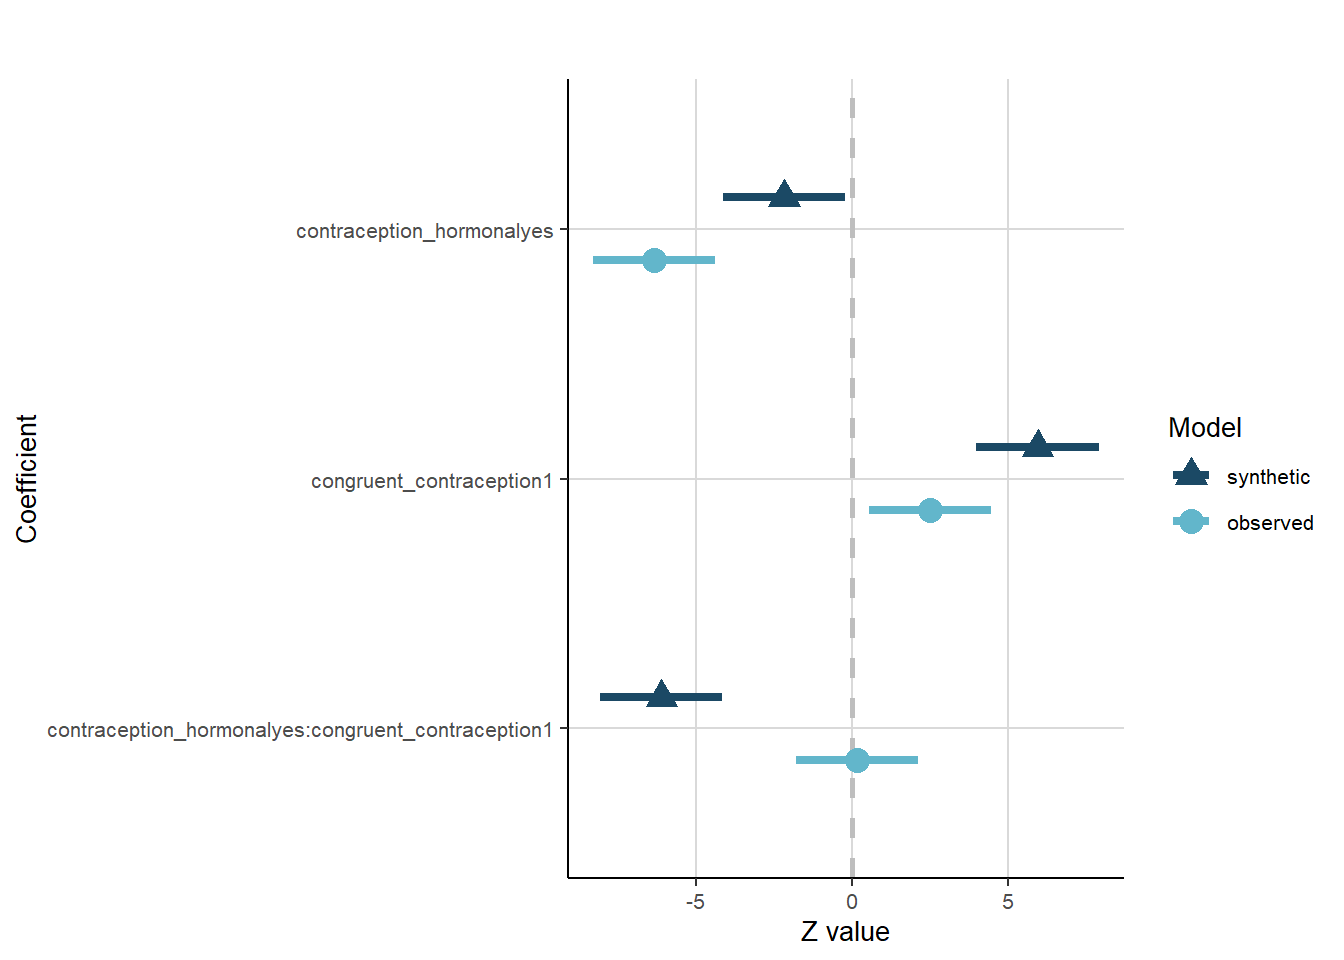 contraception_hormonalyes
congruent_contraception1
contraception_hormonalyes:congruent_contraception1
Coefficient
-5 0 5
Z value
Model
synthetic
observed